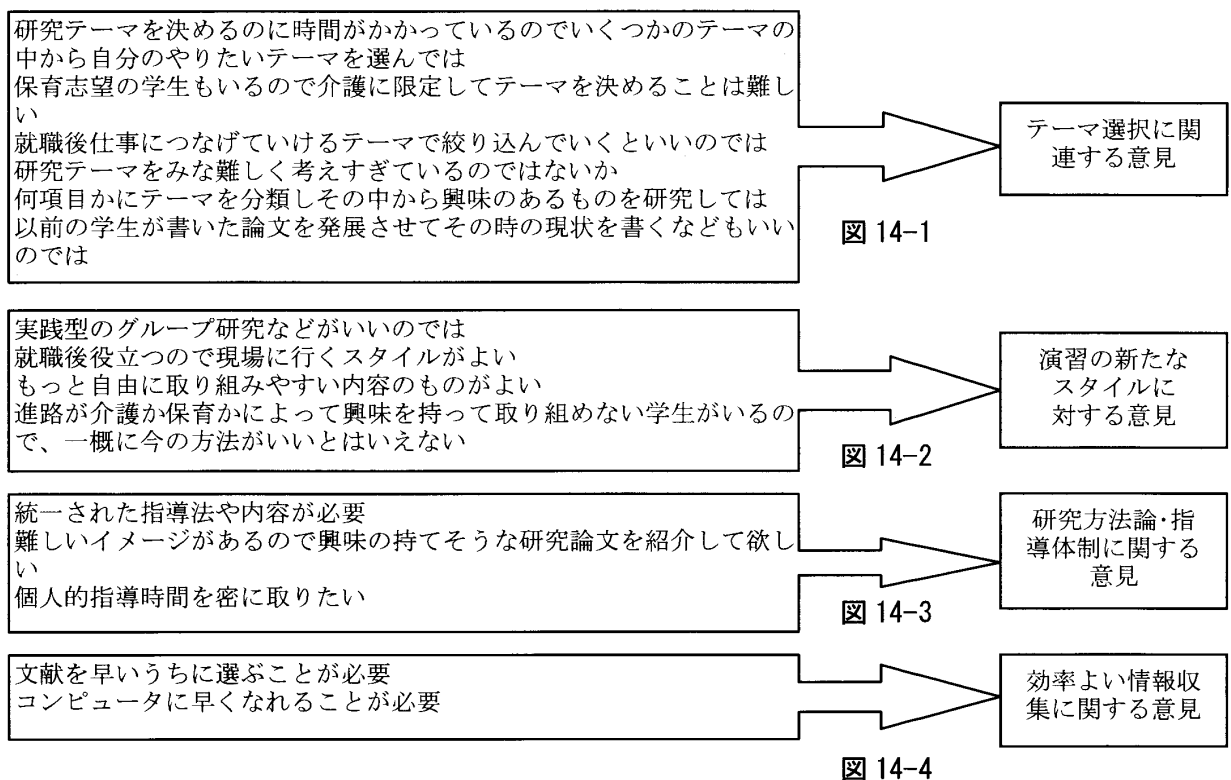 研究テーマを決めるのに時間がかかっているのでいくつかのテーマの
中から自分のやりたいテーマを選んでは
保育志望の学生もいるので介護に限定してテーマを決めることは難し
い
就職後仕事につなげていけるテーマで絞り込んでいくといいのでは
研究テーマをみな難しく考えすぎているのではないか
何項目かにテーマを分類しその中から興味のあるものを研究しては
以前の学生が書いた論文を発展させてその時の現状を書くなどもいい
のでは
テーマ選択に関
連する意見
図 14-1
実践型のグループ研究などがいいのでは
就職後役立つので現場に行くスタイルがよい
もっと自由に取り組みやすい内容のものがよい
進路が介護か保育かによって興味を持って取り組めない学生がいるの
で、一概に今の方法がいいとはいえない
演習の新たな
スタイルに
対する意見
図 14-2
統一された指導法や内容が必要
難しいイメージがあるので興味の持てそうな研究論文を紹介して欲し
い
個人的指導時間を密に取りたい
研究方法論・指
導体制に関する
意見
図 14-3
文献を早いうちに選ぶことが必要
コンピュータに早くなれることが必要
効率よい情報収
集に関する意見
図 14-4